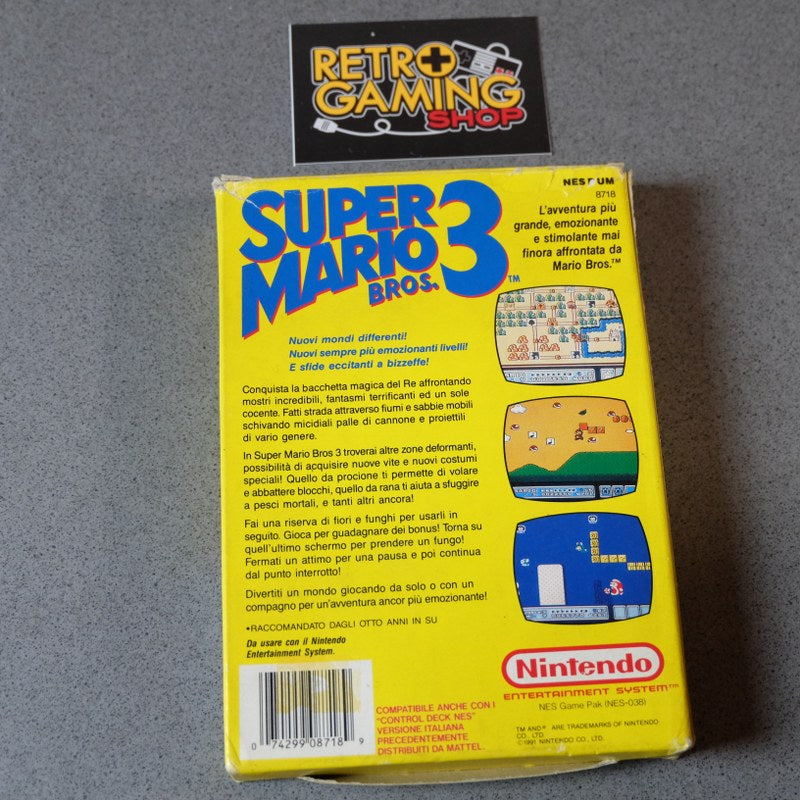 RETRO
GAMING
SHOP
NES UM
8718
SUPER
MARIO
BROS. 3™
L'avventura più
grande, emozionante
e stimolante mai
finora affrontata da
Mario Bros.™
Nuovi mondi differenti!
Nuovi sempre più emozionanti livelli!
E sfide eccitanti a bizzeffe!
Conquista la bacchetta magica del Re affrontando
mostri incredibili, fantasmi terrificanti ed un sole
cocente. Fatti strada attraverso fiumi e sabbie mobili
schivando micidiali palle di cannone e proiettili
di vario genere.
In Super Mario Bros 3 troverai altre zone deformanti,
possibilità di acquisire nuove vite e nuovi costumi
speciali! Quello da procione ti permette di volare
e abbattere blocchi, quello da rana ti aiuta a sfuggire
a pesci mortali, e tanti altri ancora!
Fai una riserva di fiori e funghi per usarli in
seguito. Gioca per guadagnare dei bonus! Torna su
quell'ultimo schermo per prendere un fungo!
Fermati un attimo per una pausa e poi continua
dal punto interrotto!
Divertiti un mondo giocando da solo o con un
compagno per un'avventura ancor più emozionante!
•RACCOMANDATO DAGLI OTTO ANNI IN SU
Da usare con il Nintendo
Entertainment System.
0 74299 08718 9
COMPATIBILE ANCHE CON I
"CONTROL DECK NES"
VERSIONE ITALIANA
PRECEDENTEMENTE
DISTRIBUITI DA MATTEL.
Nintendo
ENTERTAINMENT SYSTEM™
NES Game Pak (NES-038)
TM AND® ARE TRADEMARKS OF NINTENDO
CO., LTD
©1991 NINTENDO CO., LTD.